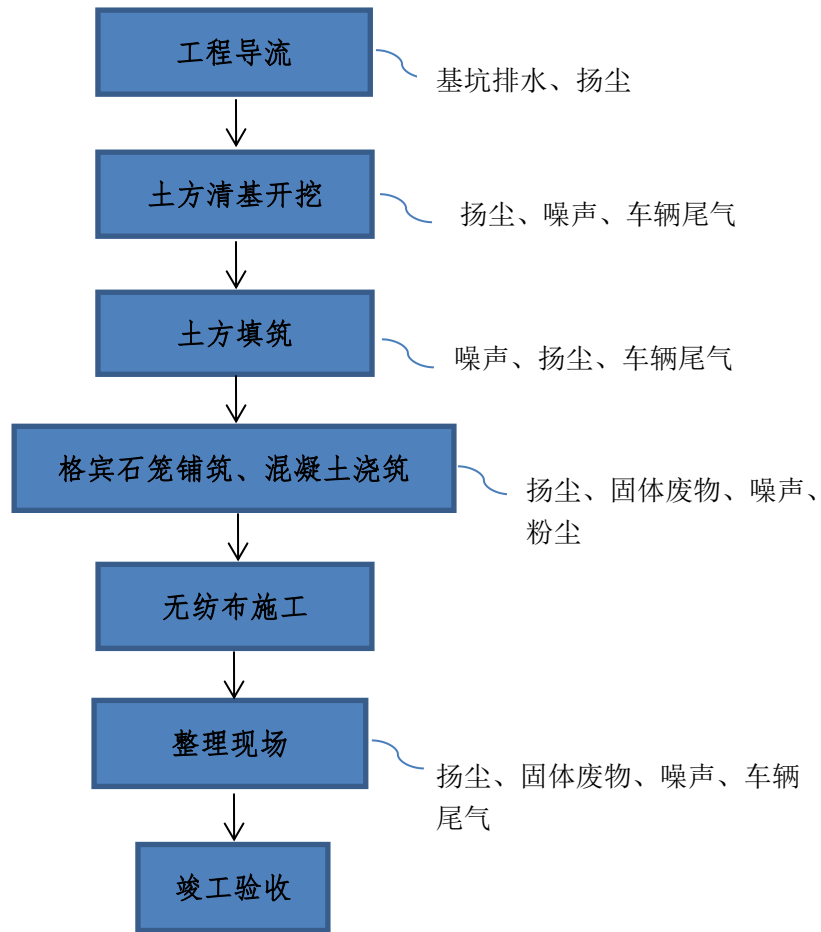 工程导流
基坑排水、扬尘
土方清基开挖
扬尘、噪声、车辆尾气
土方填筑
噪声、扬尘、车辆尾气
格宾石笼铺筑、混凝土浇筑
扬尘、固体废物、噪声、
粉尘
无纺布施工
整理现场
扬尘、固体废物、噪声、车辆
尾气
竣工验收